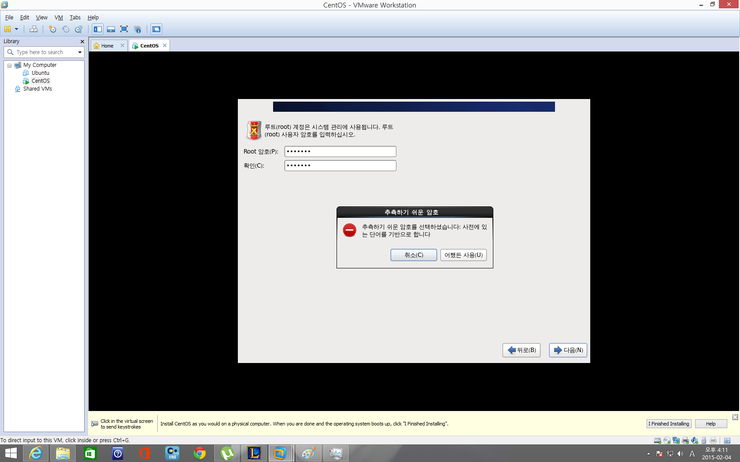 CentOS - VMware Workstation
File Edit View VM Tabs Help
Library
Type here to search
Home
CentOS
My Computer
Ubuntu
CentOS
Shared VMs
루트(root) 계정은 시스템 관리에 사용됩니다. 루트
(root) 사용자 암호를 입력하십시오.
Root 암호(P):
확인(C):
추측하기 쉬운 암호
추측하기 쉬운 암호를 선택하셨습니다: 사전에 있
는 단어를 기반으로 합니다
취소(C)
어쨌든 사용(U)
뒤로(B)
다음(N)
Click in the virtual screen
to send keystrokes
Install CentOS as you would on a physical computer. When you are done and the operating system boots up, click "I Finished Installing".
I Finished Installing
Help
To direct input to this VM, click inside or press Ctrl+G.
A
오후 4:11
2015-02-04